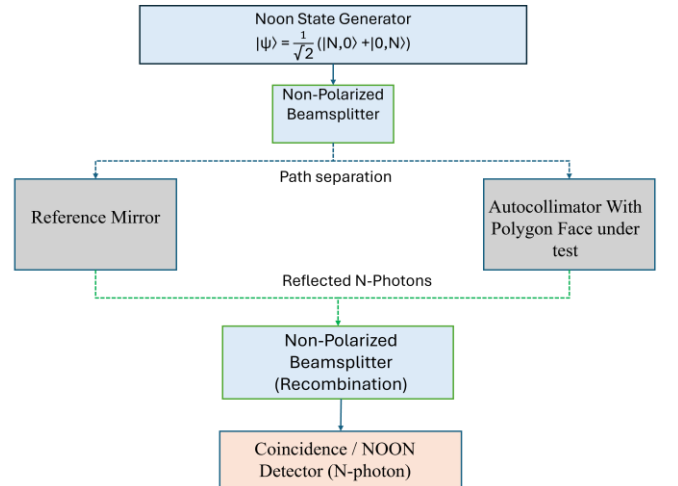 Noon State Generator
|ψ⟩ = 1/√2 (|N,0⟩ +|0,N⟩)
Non-Polarized
Beamsplitter
Path separation
Reference Mirror
Autocollimator With
Polygon Face under
test
Reflected N-Photons
Non-Polarized
Beamsplitter
(Recombination)
Coincidence / NOON
Detector (N-photon)